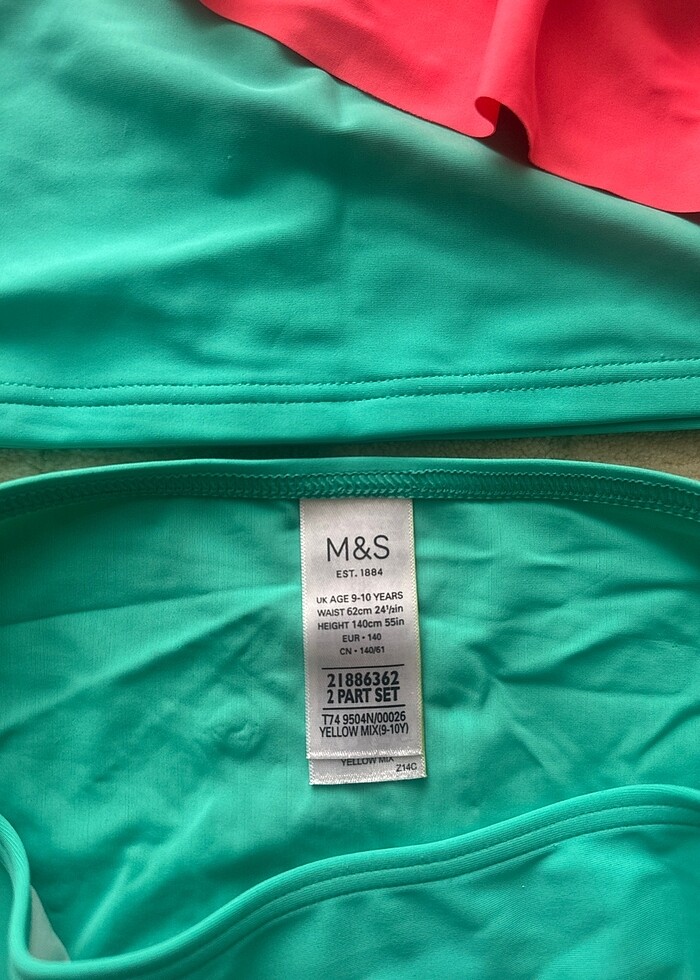 M&S
EST. 1884
UK AGE 9-10 YEARS
WAIST 62cm 24½in
HEIGHT 140cm 55in
EUR • 140
CN • 140/61
21886362
2 PART SET
T74 9504N/00026
YELLOW MIX(9-10Y)
YELLOW MIX
Z14C